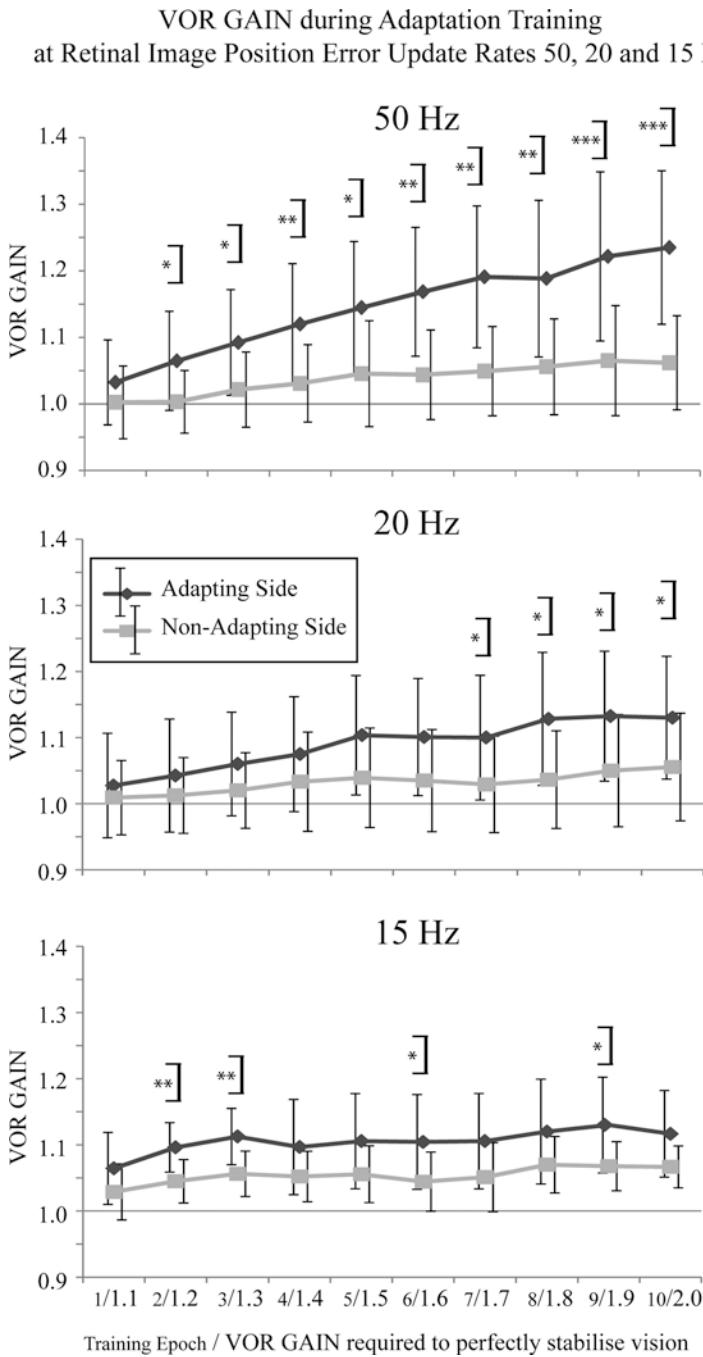 VOR GAIN during Adaptation Training
at Retinal Image Position Error Update Rates 50, 20 and 15
50 Hz
1.4
1.3
1.2
1.1
1.0
0.9
VOR GAIN
* * ** * ** ** ** *** ***
20 Hz
1.4
1.3
1.2
1.1
1.0
0.9
VOR GAIN
Adapting Side
Non-Adapting Side
* * * *
15 Hz
1.4
1.3
1.2
1.1
1.0
0.9
VOR GAIN
** ** * *
1/1.1 2/1.2 3/1.3 4/1.4 5/1.5 6/1.6 7/1.7 8/1.8 9/1.9 10/2.0
Training Epoch / VOR GAIN required to perfectly stabilise vision